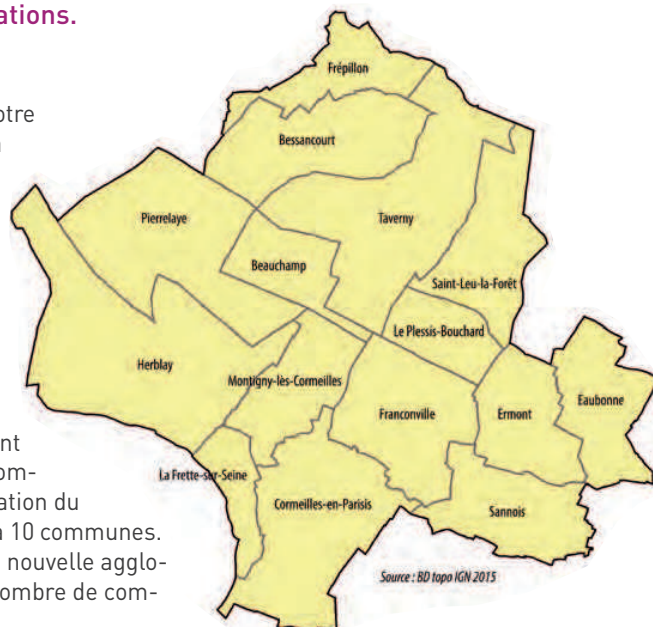 ations.
otre
Frépillon
Bessancourt
Pierrelaye
Taverny
Beauchamp
Saint-Leu-la-Forêt
Le Plessis-Bouchard
Herblay
Montigny-lès-Cormeilles
Franconville
Ermont
Eaubonne
La Frette-sur-Seine
Cormeilles-en-Parisis
Sannois
nt
om-
ation du
à 10 communes.
nouvelle agglo-
ombre de com-
Source : BD topo IGN 2015